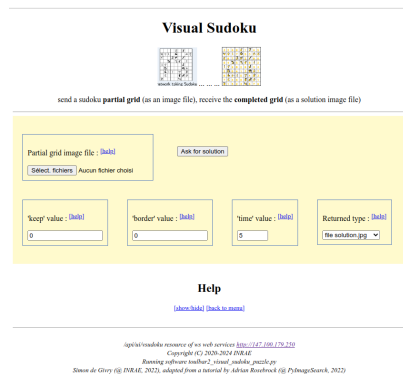 Visual Sudoku
... ... ...
send a sudoku partial grid (as an image file), receive the completed grid (as a solution image file)
Partial grid image file : [help]
Ask for solution
Sélect. fichiers Aucun fichier choisi
'keep' value : [help] 'border' value : [help] 'time' value : [help] Returned type : [help]
0 0 5 file solution.jpg
Help
[show/hide] [back to menu]
/api/ui/vsudoku resource of ws web services http://147.100.179.250
Copyright (C) 2020-2024 INRAE
Running software toulbar2_visual_sudoku_puzzle.py
Simon de Givry (@ INRAE, 2022), adapted from a tutorial by Adrian Rosebrock (@ PyImageSearch, 2022)